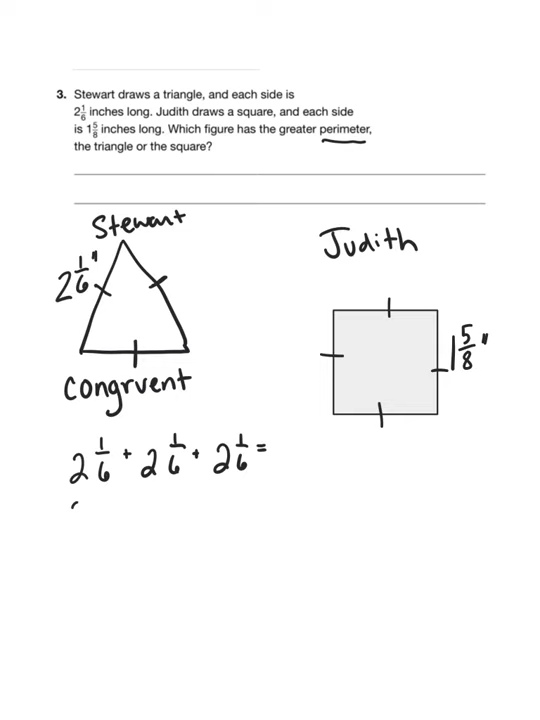 3. Stewart draws a triangle, and each side is
2 1/6 inches long. Judith draws a square, and each side
is 1 5/8 inches long. Which figure has the greater perimeter,
the triangle or the square?
Stewart
Judith
2 1/6"
1 5/8"
Congruent
2 1/6 + 2 1/6 + 2 1/6 =